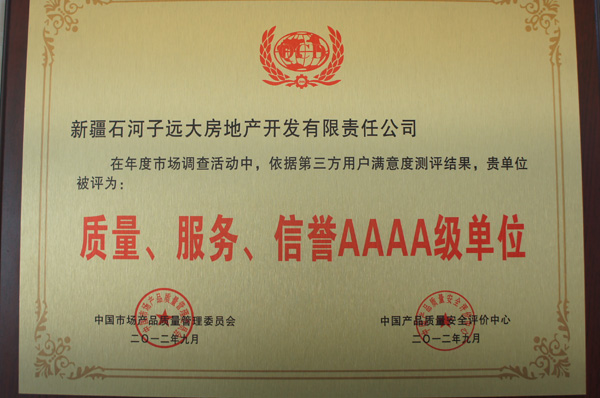 新疆石河子远大房地产开发有限责任公司
在年度市场调查活动中，依据第三方用户满意度测评结果，贵单位
被评为：
质量、服务、信誉AAAA级单位
中国市场产品质量管理委员会
二〇一二年九月
中国产品质量安全评价中心
二〇一二年九月